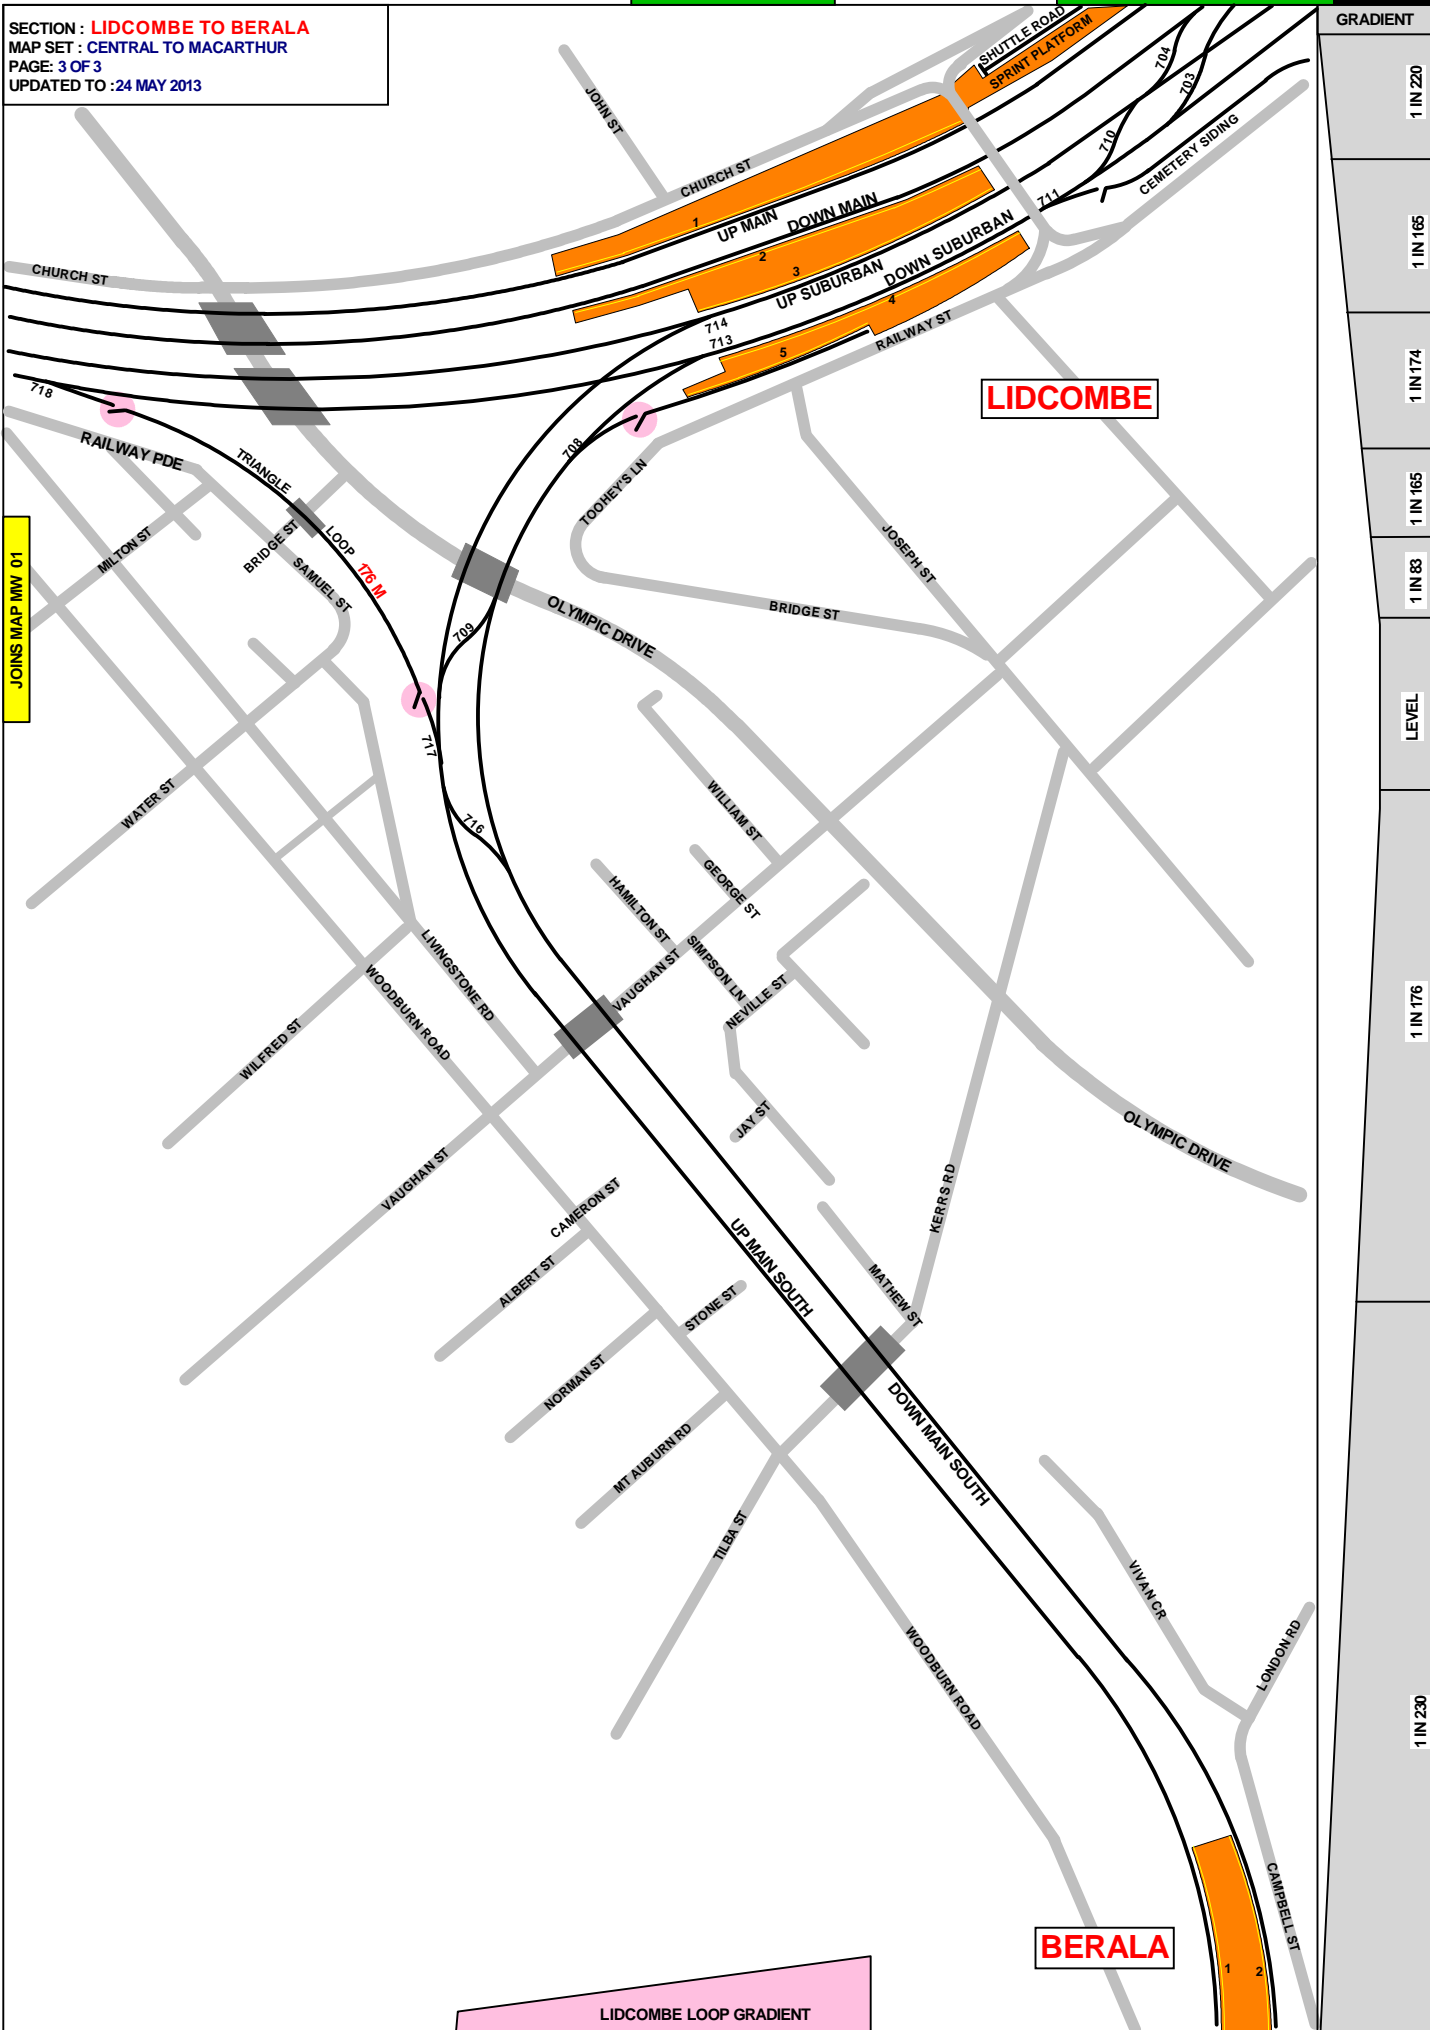 SECTION : LIDCOMBE TO BERALA
MAP SET : CENTRAL TO MACARTHUR
PAGE: 3 OF 3
UPDATED TO :24 MAY 2013
GRADIENT
SHUTTLE ROAD
SPRINT PLATFORM
704
703
1 IN 220
JOHN ST
710
CEMETERY SIDING
CHURCH ST
711
1
UP MAIN
DOWN MAIN
2
3
UP SUBURBAN
DOWN SUBURBAN
4
1 IN 165
CHURCH ST
714
713
5
RAILWAY ST
718
LIDCOMBE
1 IN174
RAILWAY PDE
TRIANGLE
LOOP
176 M
708
TOOHEY'S LN
JOSEPH ST
1 IN 165
MILTON ST
BRIDGE ST
SAMUEL ST
JOINS MAP MW 01
1 IN 83
BRIDGE ST
OLYMPIC DRIVE
709
LEVEL
717
716
WATER ST
WILLIAM ST
GEORGE ST
HAMILTON ST
SIMPSON LN
VAUGHAN ST
NEVILLE ST
LIVINGSTONE RD
WOODBURN ROAD
WILFRED ST
1 IN 176
JAY ST
OLYMPIC DRIVE
VAUGHAN ST
KERRS RD
CAMERON ST
ALBERT ST
UP MAIN SOUTH
MATHEW ST
STONE ST
NORMAN ST
DOWN MAIN SOUTH
MT AUBURN RD
TILBA ST
VIVAN CR
LONDON RD
WOODBURN ROAD
1 IN 230
CAMPBELL ST
BERALA
1
2
LIDCOMBE LOOP GRADIENT